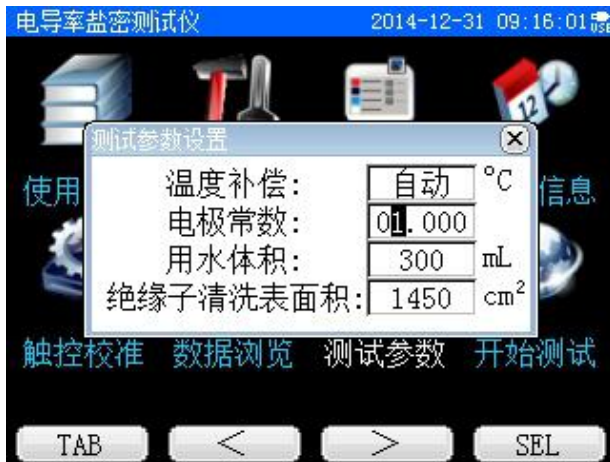 电导率盐密测试仪 2014-12-31 09:16:01 USB
测试参数设置
使用
信息
温度补偿: 自动 °C
电极常数: 01.000
用水体积: 300 mL
绝缘子清洗表面积: 1450 cm²
触控校准 数据浏览 测试参数 开始测试
TAB < > SEL
12